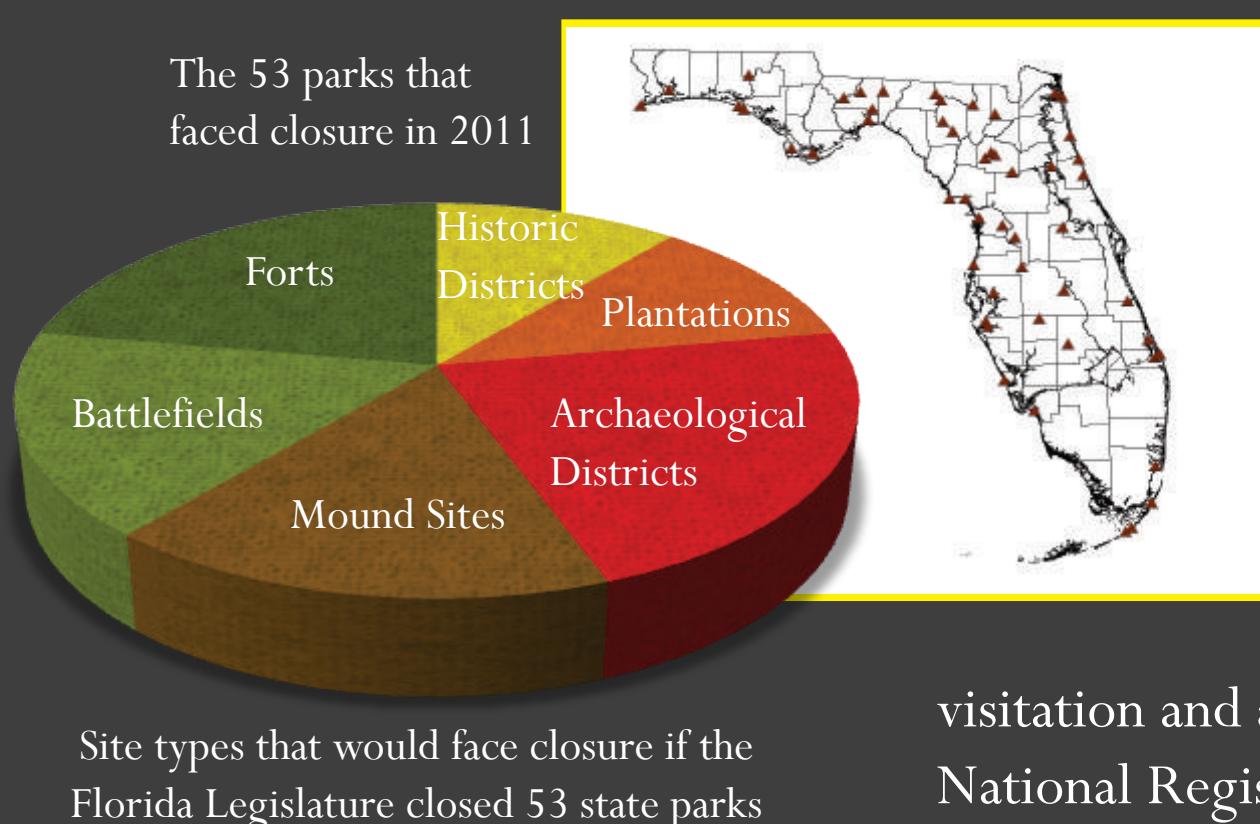 The 53 parks that
faced closure in 2011
Historic
Districts
Forts
Plantations
Battlefields
Archaeological
Districts
Mound Sites
Site types that would face closure if the
Florida Legislature closed 53 state parks
visitation and
National